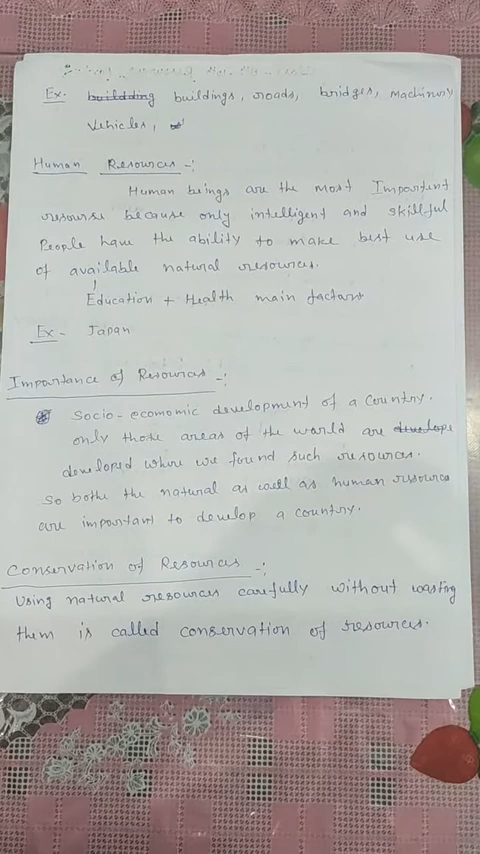 Ex. buildings, roads, bridges, machinery
vehicles,
Human Resources -:
Human beings are the most Important
resourse because only intelligent and skillful
People have the ability to make best use
of available natural resources.
Education + Health main factors
Ex - Japan
Importance of Resources -:
Socio-economic development of a country.
only those areas of the world are
developed where we found such resources.
So bothe the natural as well as human resource
are important to develop a country.
Conservation of Resources -:
Using natural resources carefully without wasting
them is called conservation of resources.